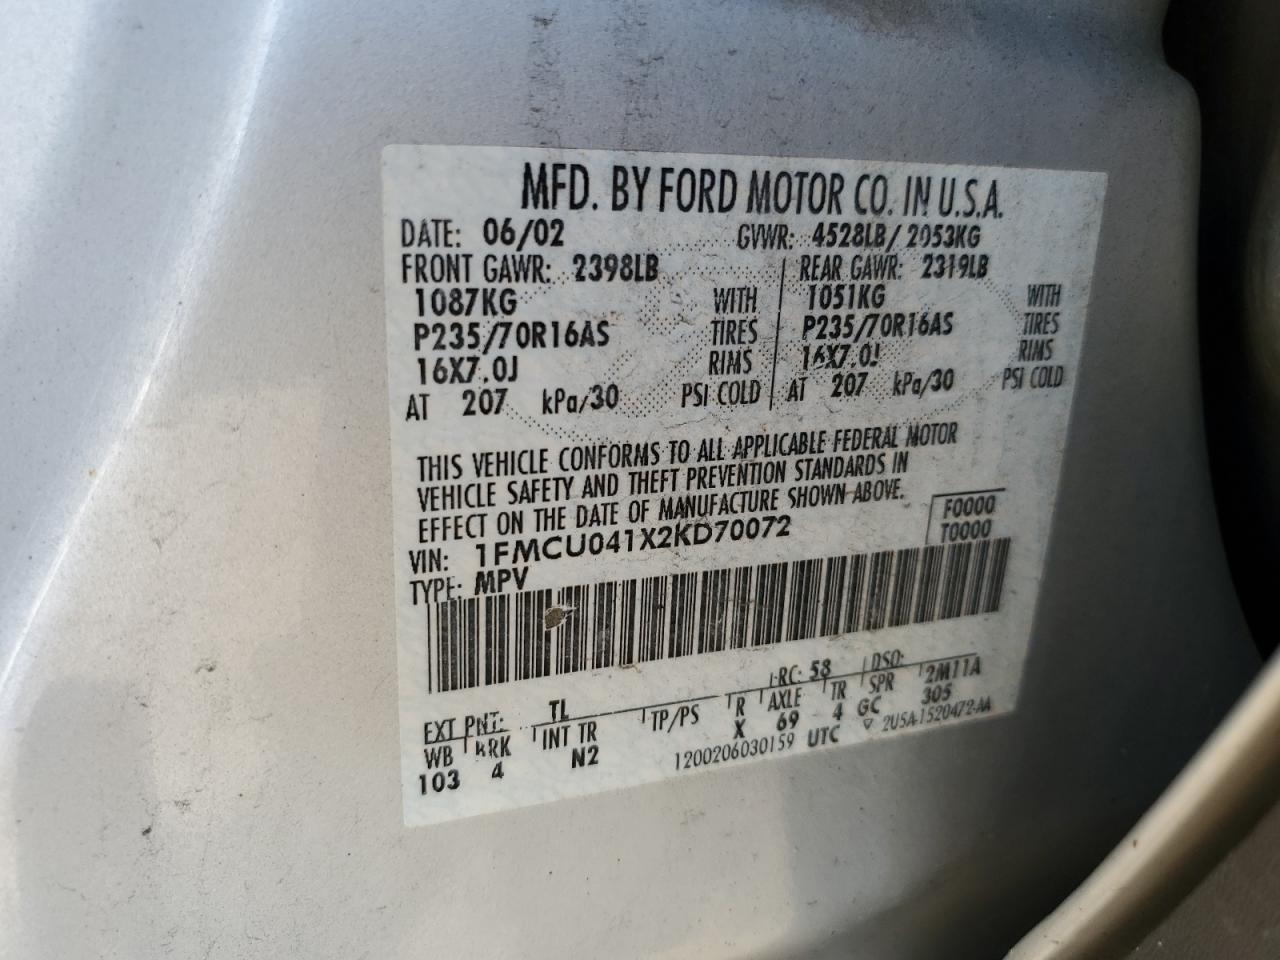 MFD. BY FORD MOTOR CO. IN U.S.A.
DATE: 06/02 GVWR: 4528LB/ 2053KG
FRONT GAWR: 2398LB REAR GAWR: 2319LB
1087KG WITH 1051KG WITH
P235/70R16AS TIRES P235/70R16AS TIRES
16X7.0J RIMS 16X7.0J RIMS
AT 207 kPa/30 PSI COLD AT 207 kPa/30 PSI COLD
THIS VEHICLE CONFORMS TO ALL APPLICABLE FEDERAL MOTOR
VEHICLE SAFETY AND THEFT PREVENTION STANDARDS IN
EFFECT ON THE DATE OF MANUFACTURE SHOWN ABOVE.
F0000
T0000
VIN: 1FMCU041X2KD70072
TYPE: MPV
EXT PNT: TL RC: 58 DSO:
WB BRK INT TR TP/PS R AXLE TR SPR 2M11A
103 4 N2 X 69 4 GC 305
1200206030159 UTC ▽ 2U5A-1520472-AA